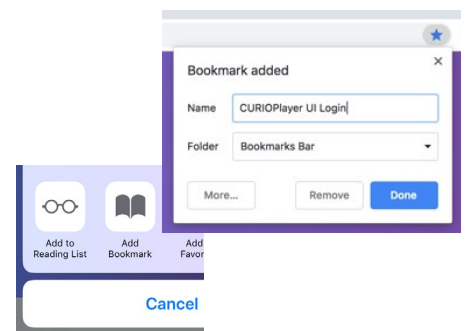 Bookmark added
Name CURIOPlayer UI Login
Folder Bookmarks Bar
More... Remove Done
Add to Reading List
Add Bookmark
Add
Cancel